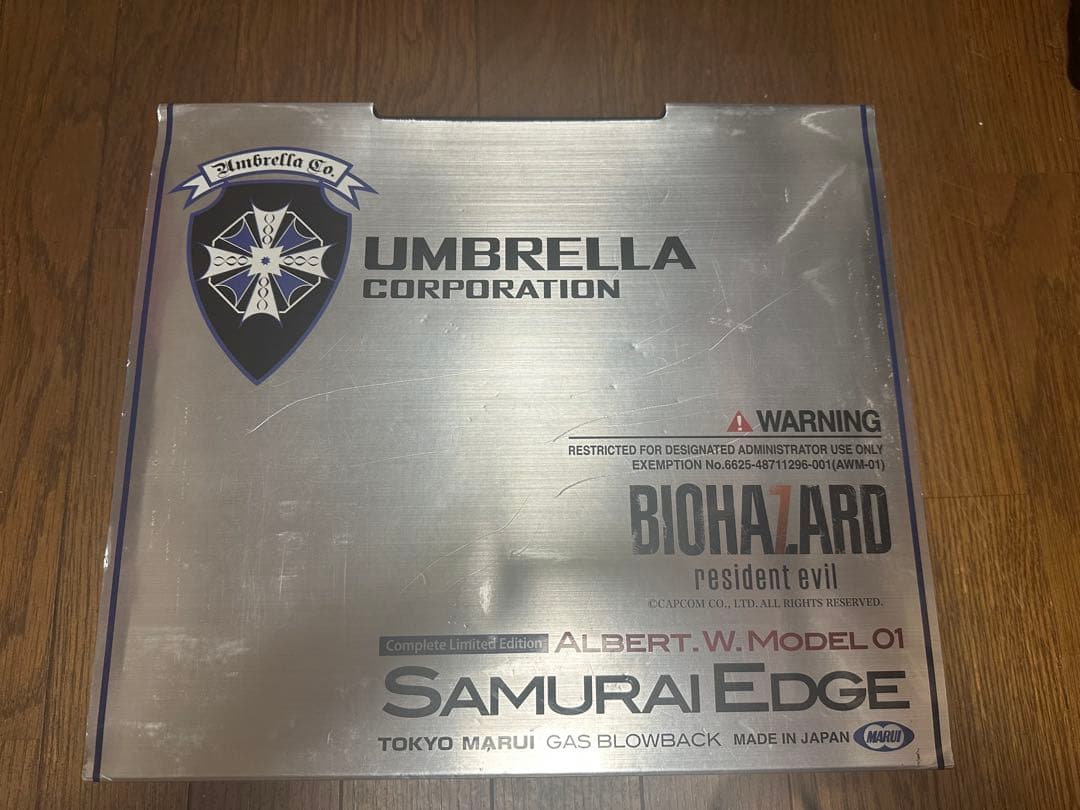 Umbrella Co.
UMBRELLA
CORPORATION
WARNING
RESTRICTED FOR DESIGNATED ADMINISTRATOR USE ONLY
EXEMPTION No.6625-48711296-001(AWM-01)
BIOHAZARD
resident evil
©CAPCOM CO., LTD. ALL RIGHTS RESERVED.
Complete Limited Edition ALBERT.W.MODEL 01
SAMURAI EDGE
TOKYO MARUI GAS BLOWBACK MADE IN JAPAN MARUI